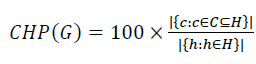 CHP(G) = 100 × |{c:c∈C⊆H}| / |{h:h∈H}|